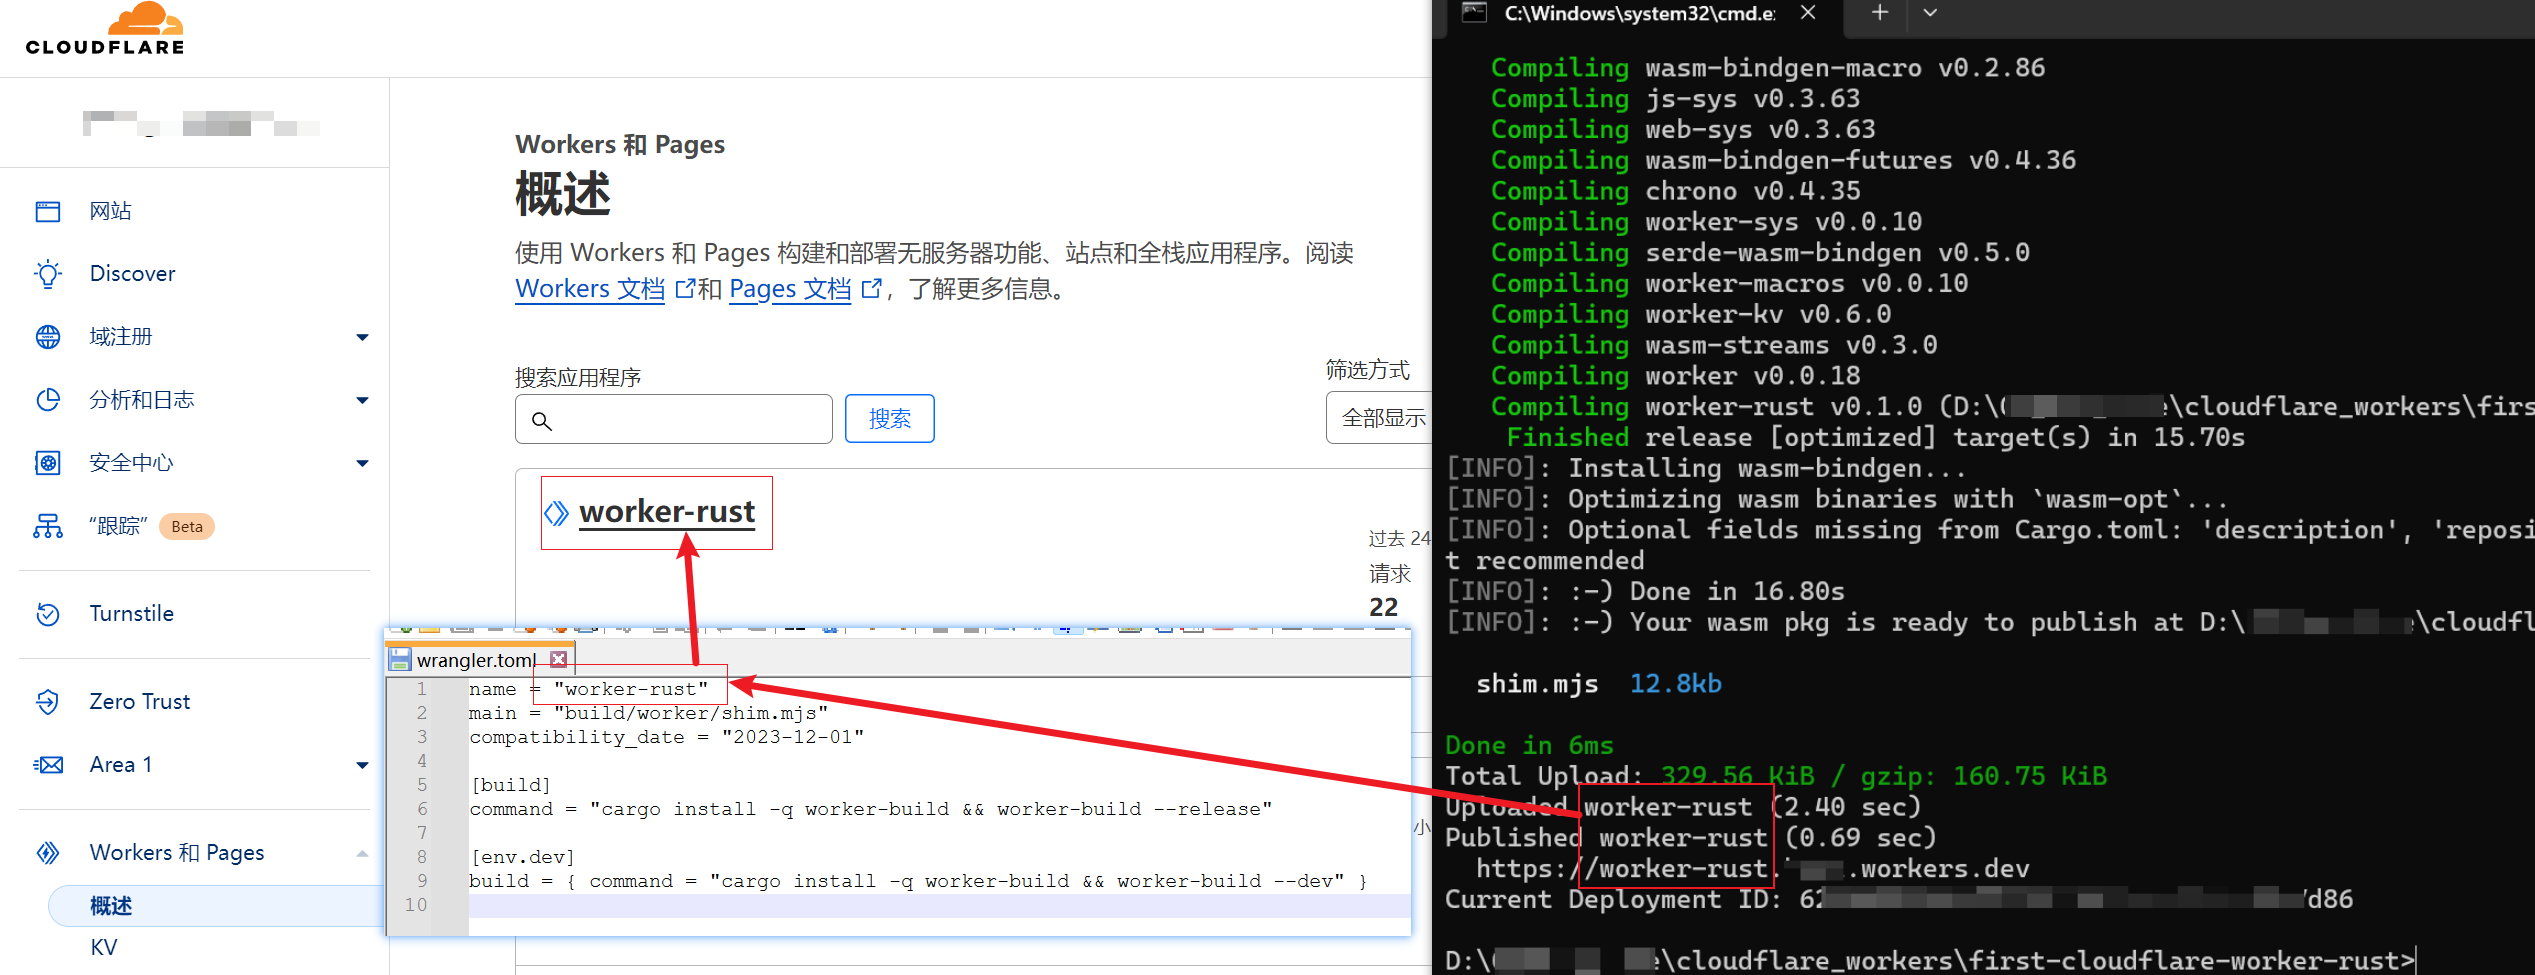 CLOUDFLARE
网站
Discover
域注册
分析和日志
安全中心
“跟踪” Beta
Turnstile
Zero Trust
Area 1
Workers 和 Pages
概述
KV
Workers 和 Pages
概述
使用 Workers 和 Pages 构建和部署无服务器功能、站点和全栈应用程序。阅读
Workers 文档 和 Pages 文档 ，了解更多信息。
搜索应用程序
搜索
筛选方式
全部显示
worker-rust
过去 24
请求
22
小
wrangler.toml
1 name = "worker-rust"
2 main = "build/worker/shim.mjs"
3 compatibility_date = "2023-12-01"
4
5 [build]
6 command = "cargo install -q worker-build && worker-build --release"
7
8 [env.dev]
9 build = { command = "cargo install -q worker-build && worker-build --dev" }
10
C:\Windows\system32\cmd.e
Compiling wasm-bindgen-macro v0.2.86
Compiling js-sys v0.3.63
Compiling web-sys v0.3.63
Compiling wasm-bindgen-futures v0.4.36
Compiling chrono v0.4.35
Compiling worker-sys v0.0.10
Compiling serde-wasm-bindgen v0.5.0
Compiling worker-macros v0.0.10
Compiling worker-kv v0.6.0
Compiling wasm-streams v0.3.0
Compiling worker v0.0.18
Compiling worker-rust v0.1.0 (D:\ e\cloudflare_workers\firs
Finished release [optimized] target(s) in 15.70s
[INFO]: Installing wasm-bindgen...
[INFO]: Optimizing wasm binaries with `wasm-opt`...
[INFO]: Optional fields missing from Cargo.toml: 'description', 'reposi
t recommended
[INFO]: :-) Done in 16.80s
[INFO]: :-) Your wasm pkg is ready to publish at D:\ \cloudfl
shim.mjs 12.8kb
Done in 6ms
Total Upload: 329.56 KiB / gzip: 160.75 KiB
Uploaded worker-rust (2.40 sec)
Published worker-rust (0.69 sec)
https://worker-rust. .workers.dev
Current Deployment ID: 62 d86
D:\ e\cloudflare_workers\first-cloudflare-worker-rust>